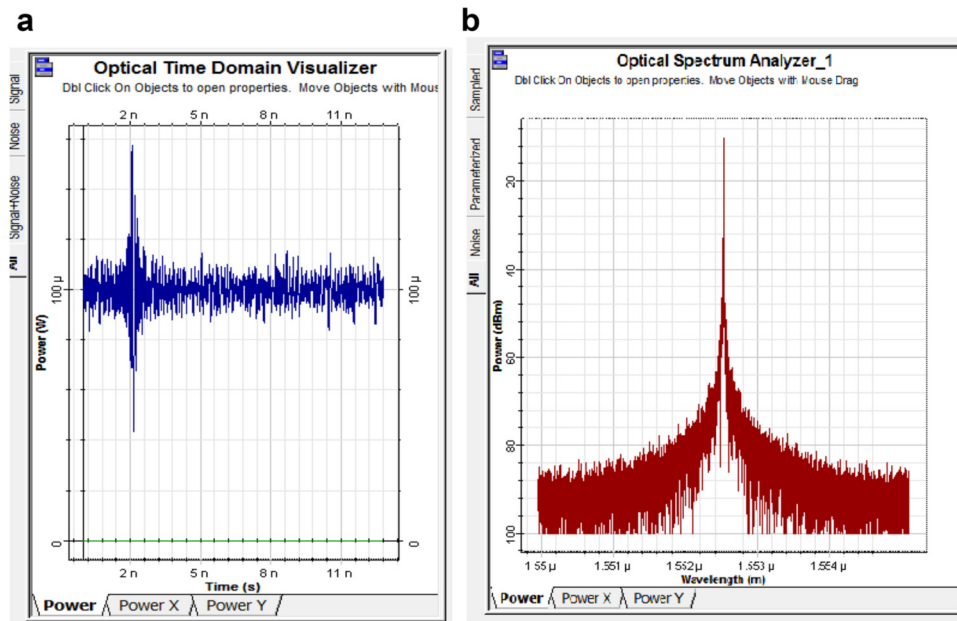 a
Optical Time Domain Visualizer
Dbl Click On Objects to open properties. Move Objects with Mous
Signal
Noise
Signal+Noise
All
2 n 5 n 8 n 11 n
Power (W)
100 µ 100 µ
0 0
2 n 5 n 8 n 11 n
Time (s)
Power Power X Power Y
b
Optical Spectrum Analyzer_1
Dbl Click On Objects to open properties. Move Objects with Mouse Drag
Sampled
Parameterized
Noise
All
Power (dBm)
20
40
60
80
100
1.55 µ 1.551 µ 1.552 µ 1.553 µ 1.554 µ
Wavelength (m)
Power Power X Power Y